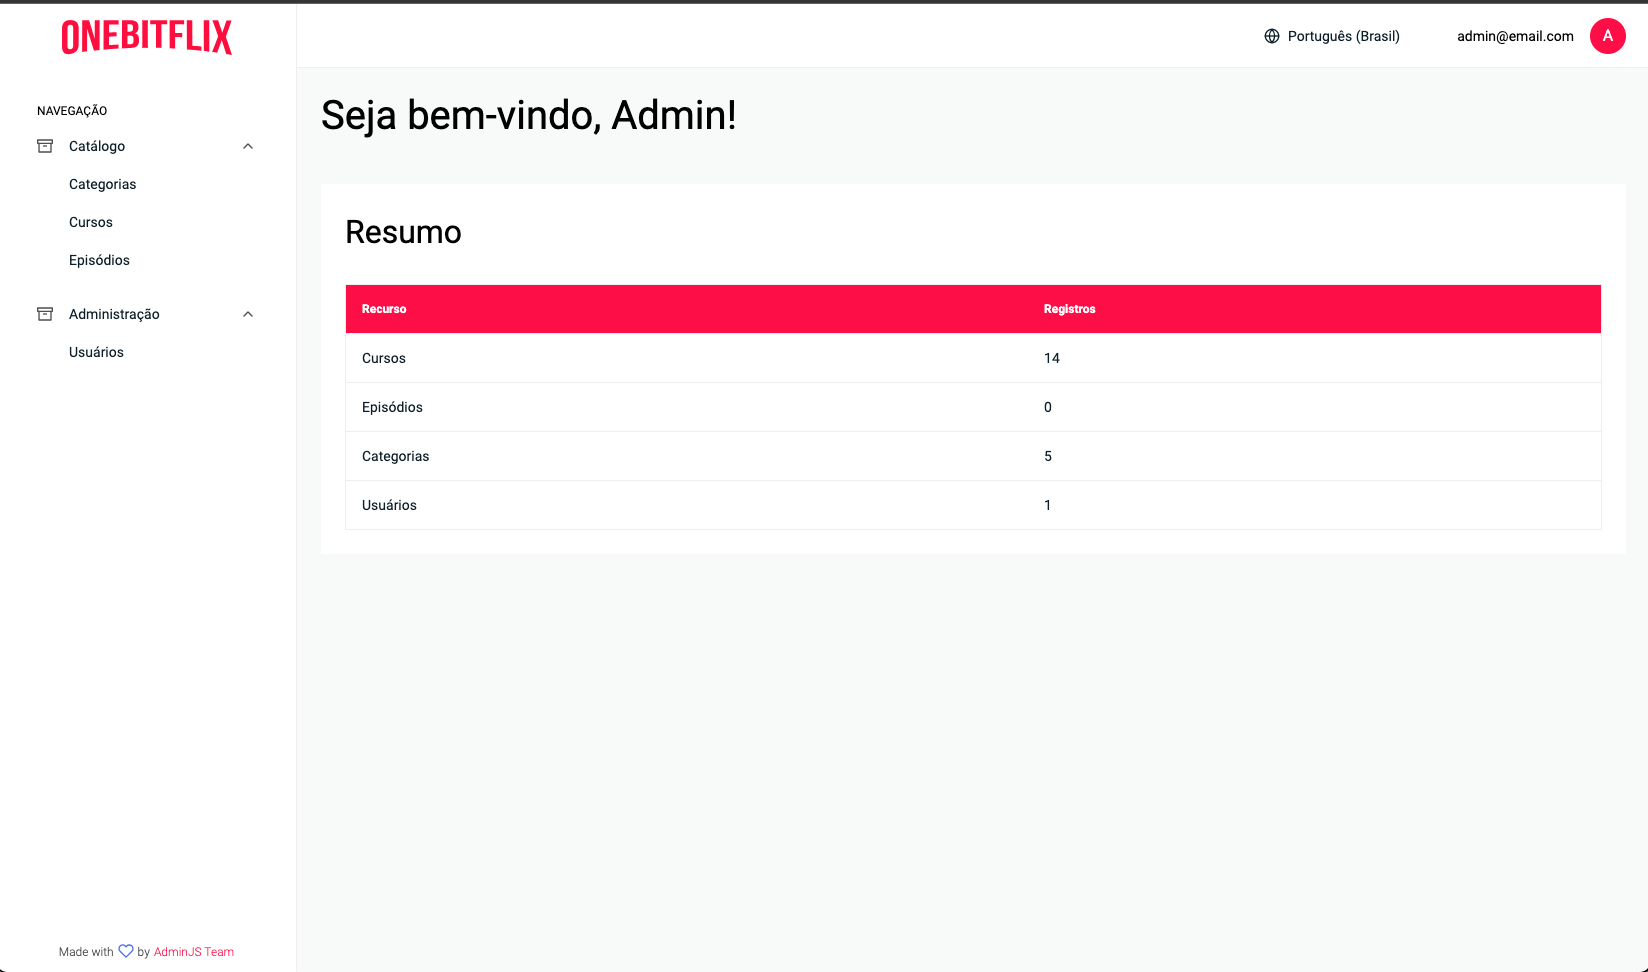 ONEBITFLIX
Português (Brasil)
admin@email.com
A
NAVEGAÇÃO
Catálogo
Categorias
Cursos
Episódios
Administração
Usuários
Seja bem-vindo, Admin!
Resumo
Recurso Registros
Cursos 14
Episódios 0
Categorias 5
Usuários 1
Made with by AdminJS Team